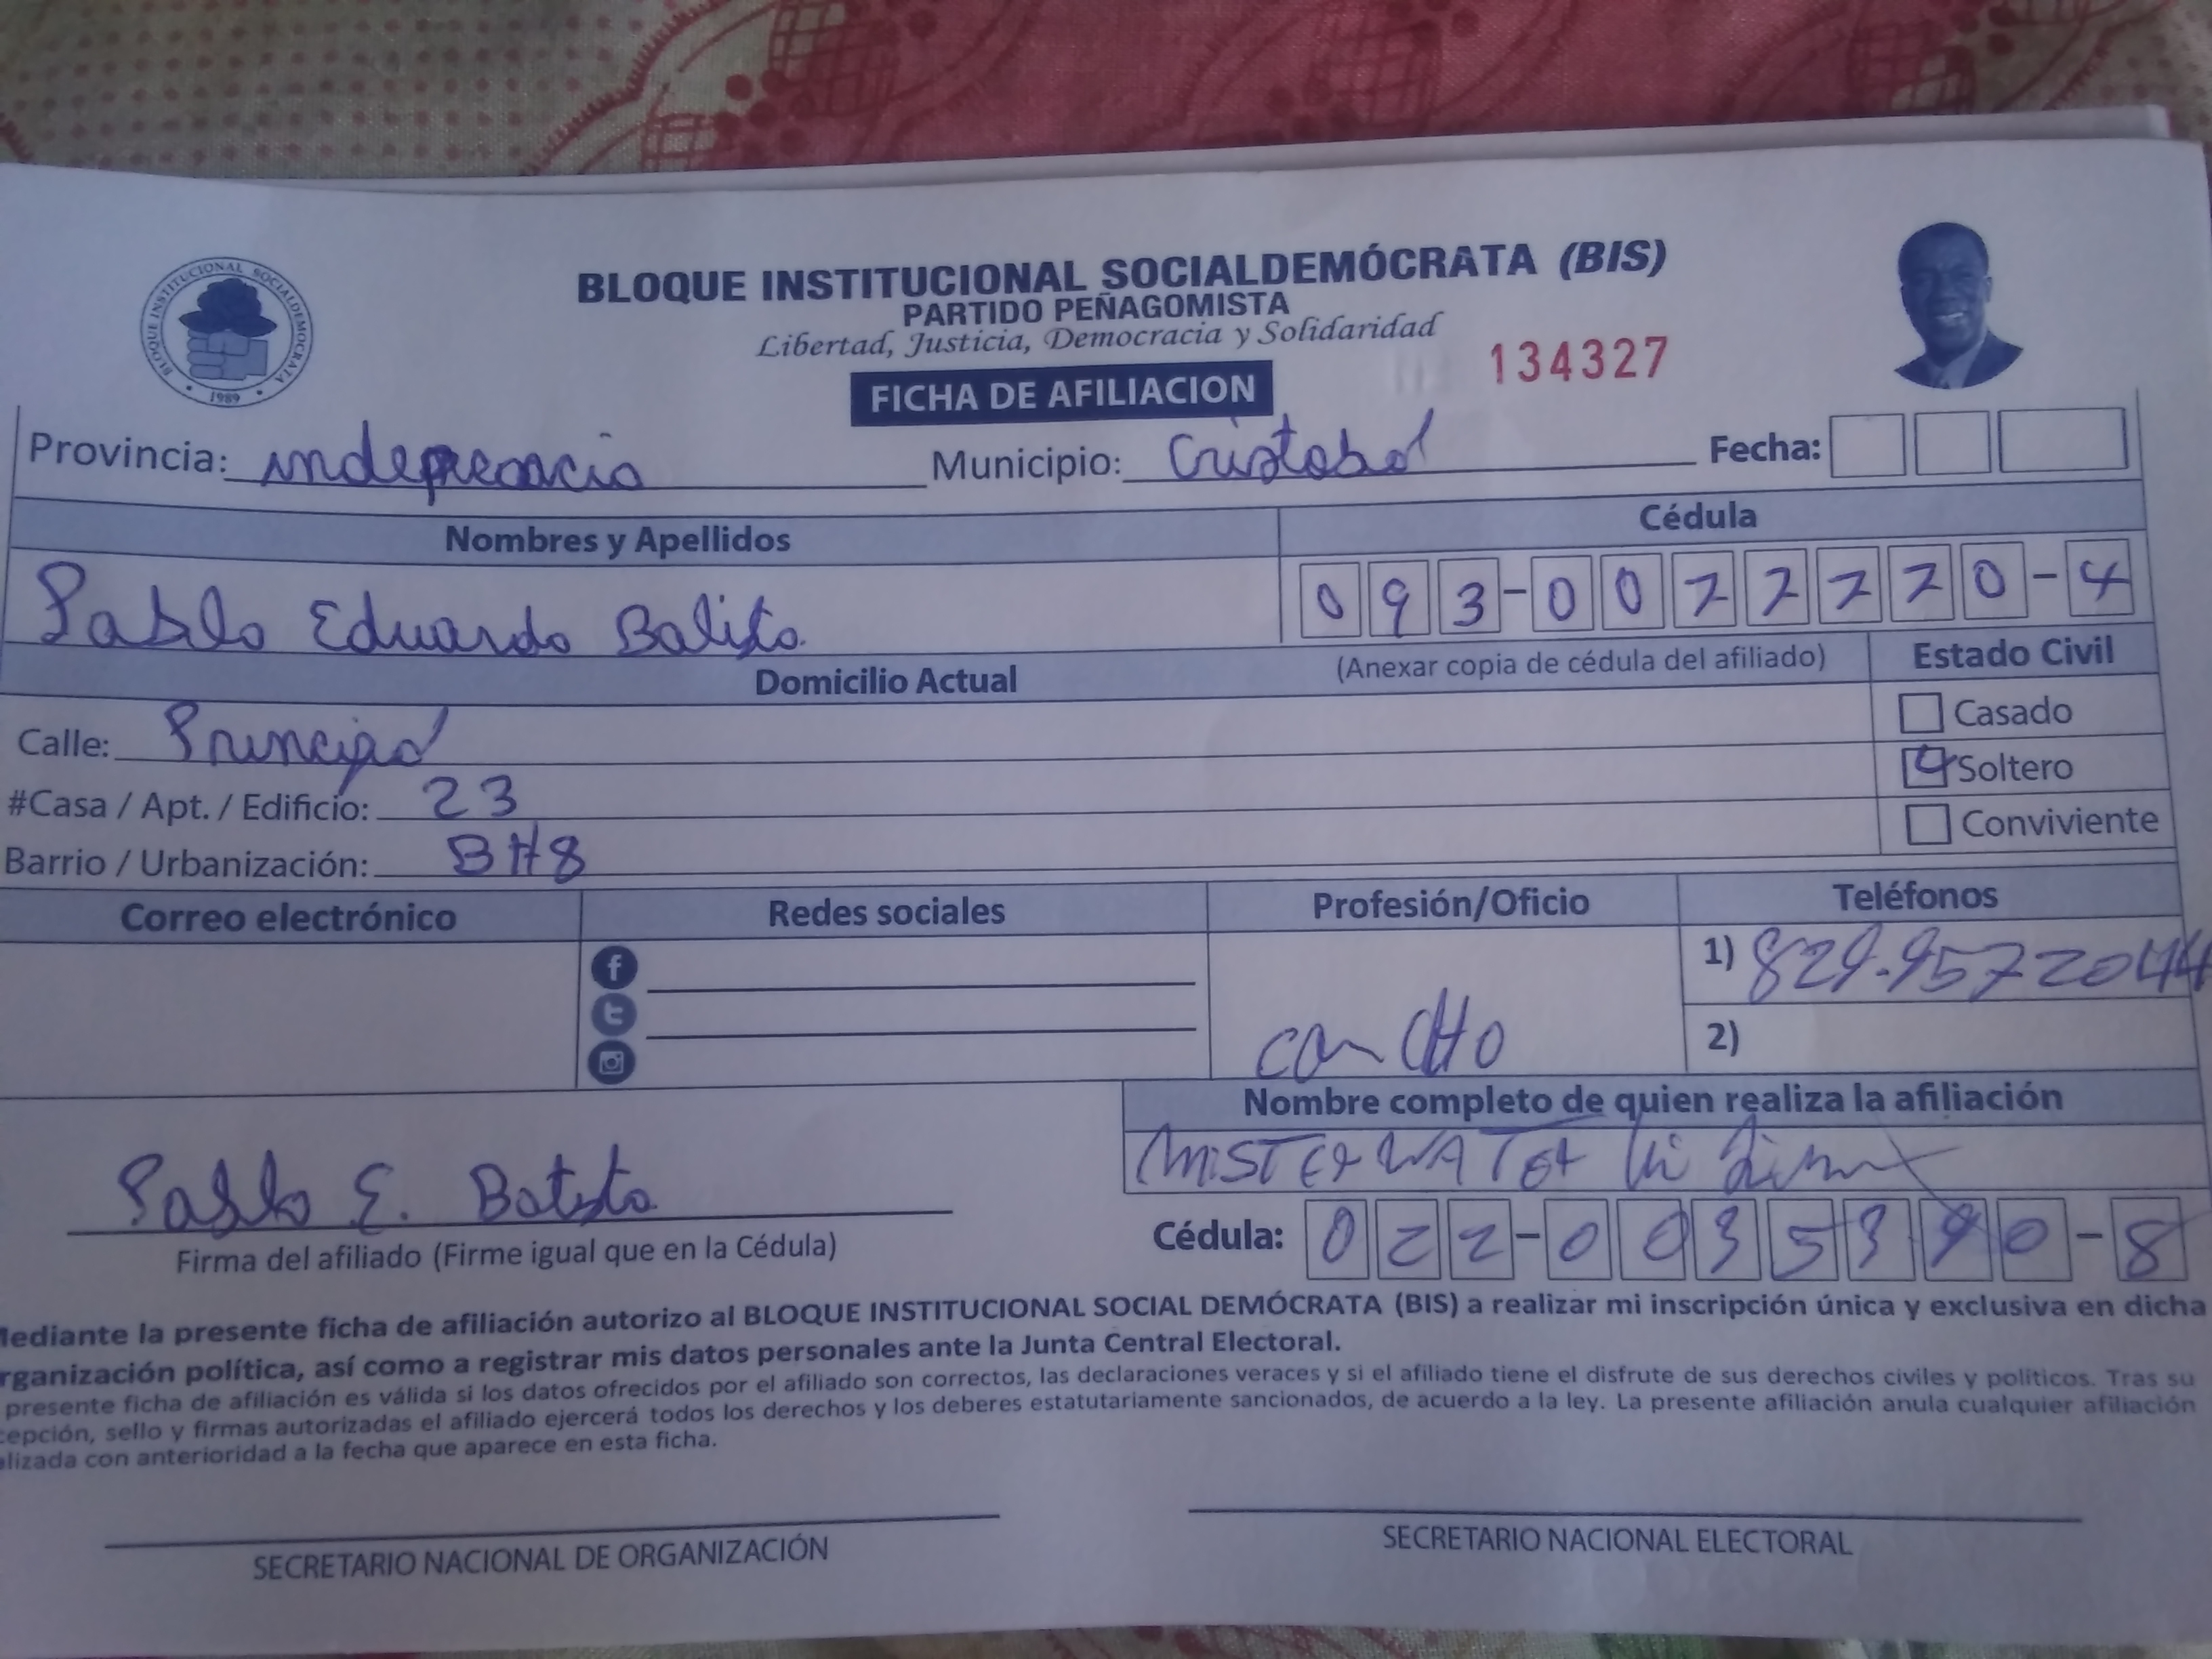 BLOQUE INSTITUCIONAL SOCIALDEMOCRATA
1989
BLOQUE INSTITUCIONAL SOCIALDEMÓCRATA (BIS)
PARTIDO PEÑAGOMISTA
Libertad, Justicia, Democracia y Solidaridad
134327
FICHA DE AFILIACION
Provincia: indepencia Municipio: Cristobal Fecha:
Nombres y Apellidos Cédula
Pablo Eduardo Batista 093-0077770-4
Domicilio Actual (Anexar copia de cédula del afiliado) Estado Civil
Calle: Principal Casado
#Casa / Apt. / Edificio: 23 Soltero
Barrio / Urbanización: BH8 Conviviente
Correo electrónico Redes sociales Profesión/Oficio Teléfonos
1) 829-9572044
2)
Nombre completo de quien realiza la afiliación
MISTER WA
Pablo E. Batista
Firma del afiliado (Firme igual que en la Cédula) Cédula: 022-0035390-8
Mediante la presente ficha de afiliación autorizo al BLOQUE INSTITUCIONAL SOCIAL DEMÓCRATA (BIS) a realizar mi inscripción única y exclusiva en dicha
rganización política, así como a registrar mis datos personales ante la Junta Central Electoral.
presente ficha de afiliación es válida si los datos ofrecidos por el afiliado son correctos, las declaraciones veraces y si el afiliado tiene el disfrute de sus derechos civiles y políticos. Tras su
cepción, sello y firmas autorizadas el afiliado ejercerá todos los derechos y los deberes estatutariamente sancionados, de acuerdo a la ley. La presente afiliación anula cualquier afiliación
alizada con anterioridad a la fecha que aparece en esta ficha.
SECRETARIO NACIONAL DE ORGANIZACIÓN SECRETARIO NACIONAL ELECTORAL